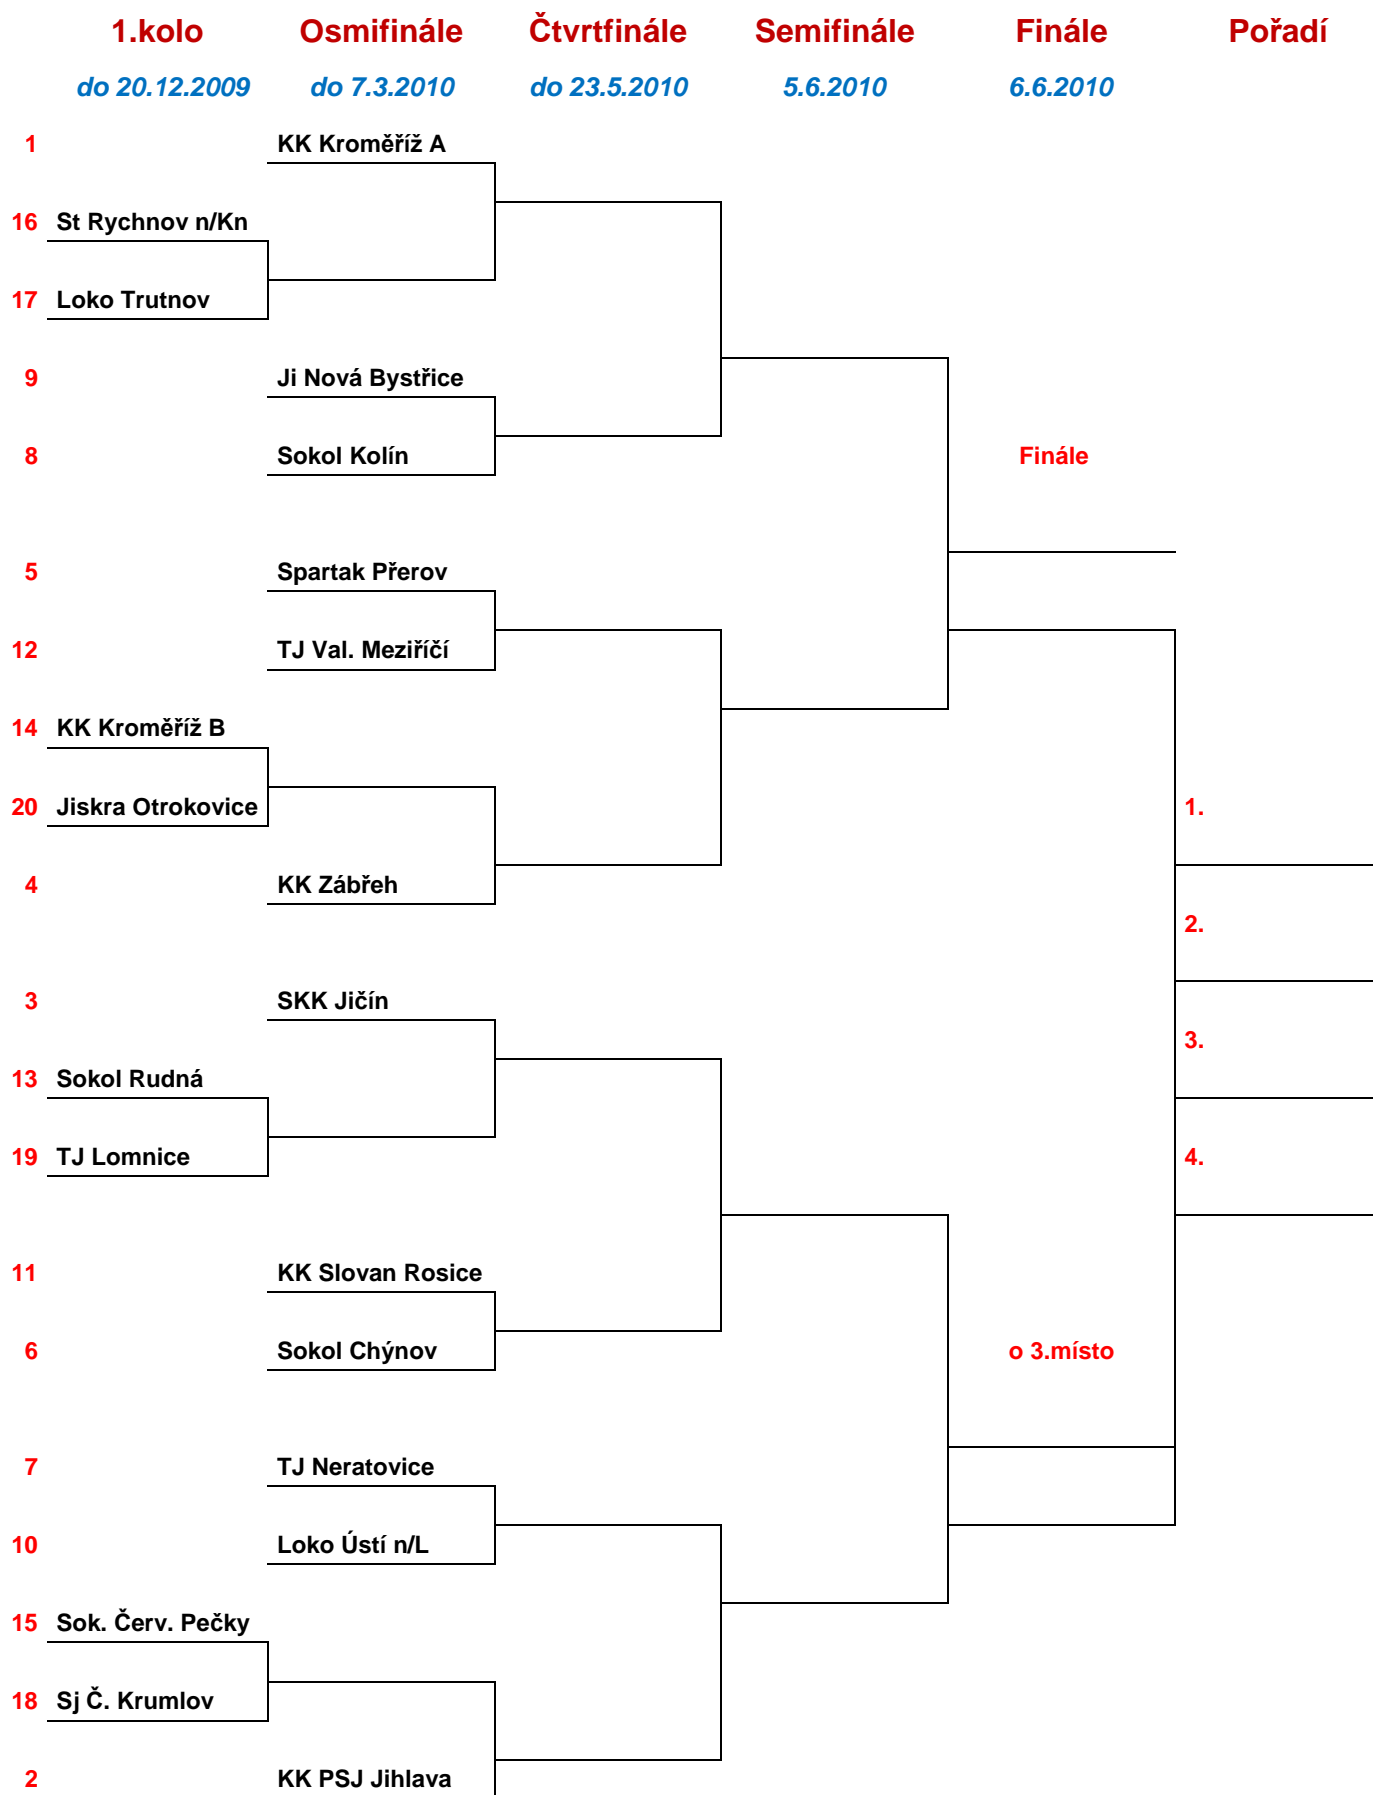 1.kolo Osmifinále Čtvrtfinále Semifinále Finále Pořadí
do 20.12.2009 do 7.3.2010 do 23.5.2010 5.6.2010 6.6.2010
1 KK Kroměříž A
16 St Rychnov n/Kn
17 Loko Trutnov
9 Ji Nová Bystřice
8 Sokol Kolín Finále
5 Spartak Přerov
12 TJ Val. Meziříčí
14 KK Kroměříž B
20 Jiskra Otrokovice 1.
4 KK Zábřeh
2.
3 SKK Jičín
3.
13 Sokol Rudná
19 TJ Lomnice 4.
11 KK Slovan Rosice
6 Sokol Chýnov o 3.místo
7 TJ Neratovice
10 Loko Ústí n/L
15 Sok. Červ. Pečky
18 Sj Č. Krumlov
2 KK PSJ Jihlava